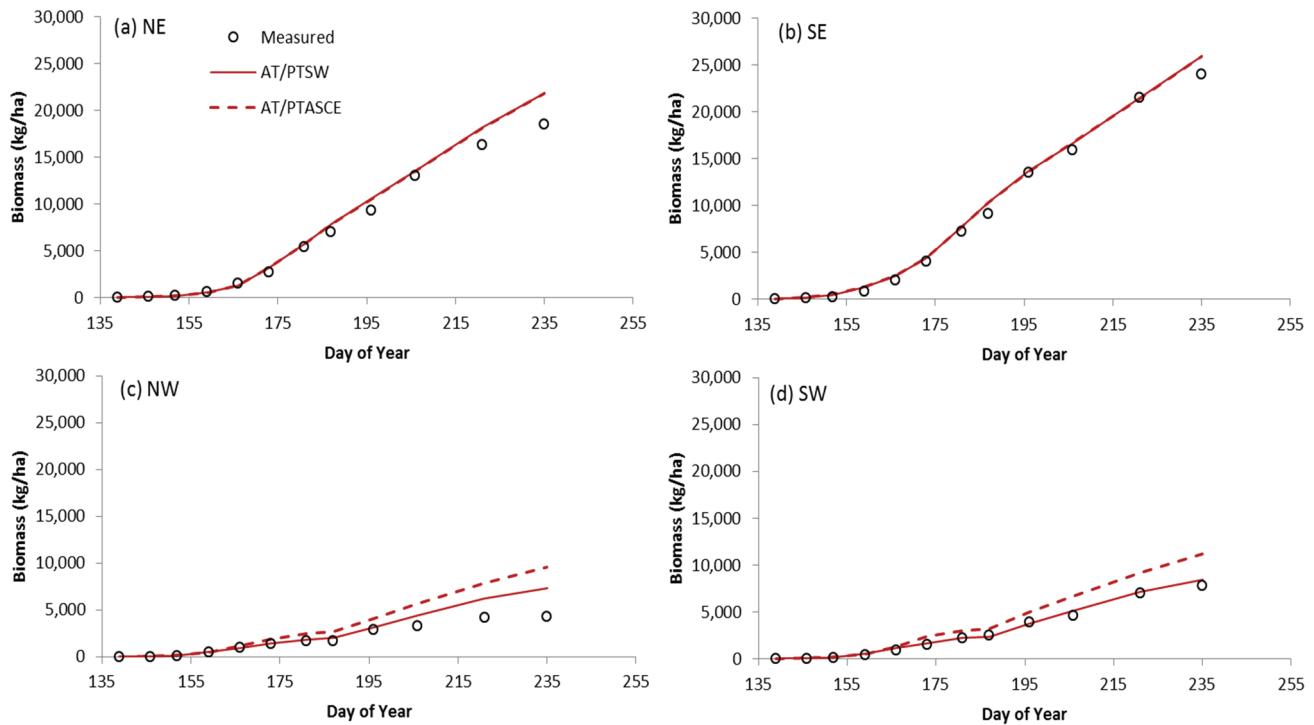 (a) NE
Measured
AT/PTSW
AT/PTASCE
30,000
25,000
20,000
15,000
10,000
5,000
0
Biomass (kg/ha)
135 155 175 195 215 235 255
Day of Year
(b) SE
30,000
25,000
20,000
15,000
10,000
5,000
0
Biomass (kg/ha)
135 155 175 195 215 235 255
Day of Year
(c) NW
30,000
25,000
20,000
15,000
10,000
5,000
0
Biomass (kg/ha)
135 155 175 195 215 235 255
Day of Year
(d) SW
30,000
25,000
20,000
15,000
10,000
5,000
0
Biomass (kg/ha)
135 155 175 195 215 235 255
Day of Year